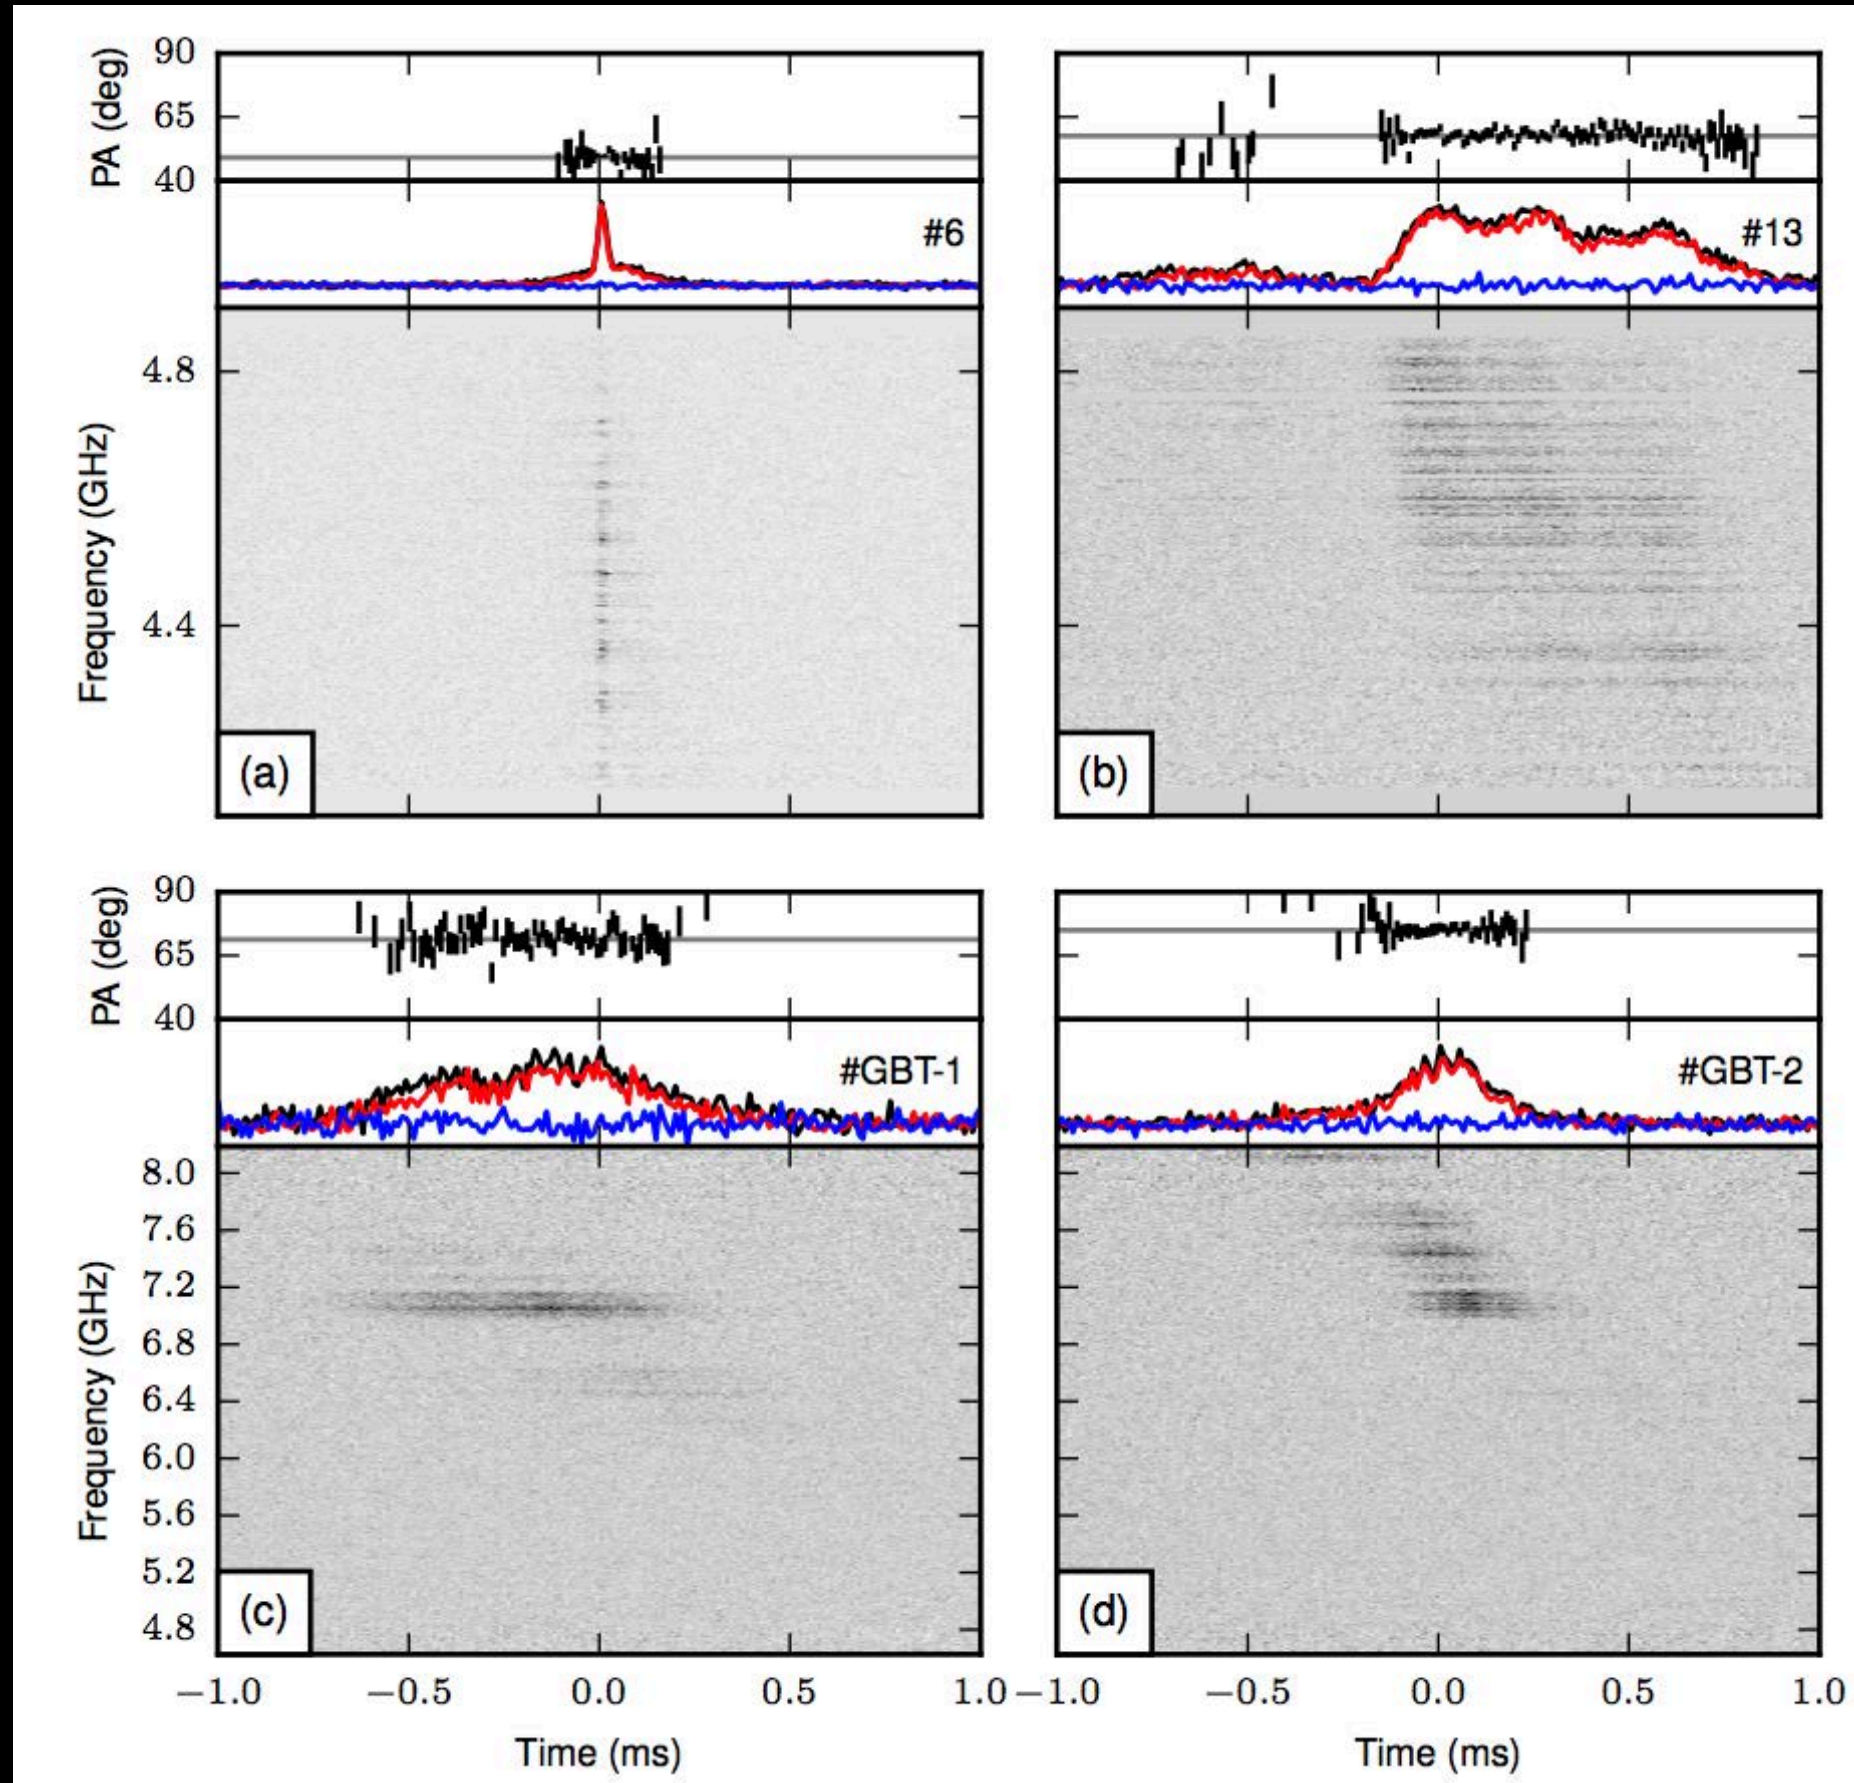 PA (deg)
90
65
40
#6
#13
Frequency (GHz)
4.8
4.4
(a)
(b)
PA (deg)
90
65
40
#GBT-1
#GBT-2
Frequency (GHz)
8.0
7.6
7.2
6.8
6.4
6.0
5.6
5.2
4.8
(c)
(d)
−1.0 −0.5 0.0 0.5 1.0 −1.0 −0.5 0.0 0.5 1.0
Time (ms) Time (ms)